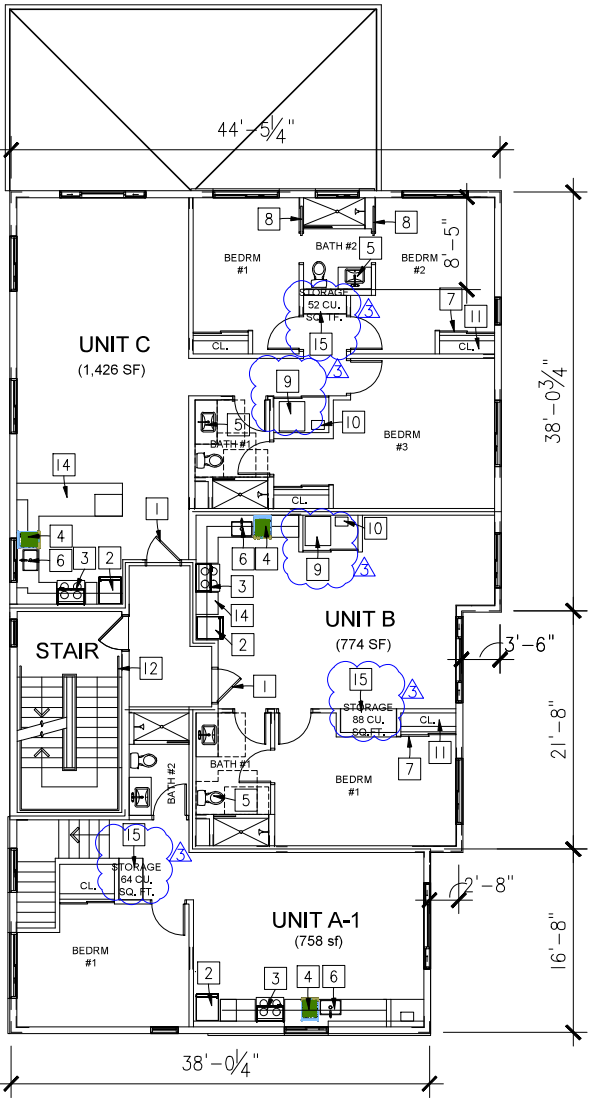 44'-5¼"
8
8
BEDRM
#1
BATH #2
5
BEDRM
#2
8'-5"
STORAGE
52 CU.
SQ. TF.
3
7
11
15
CL.
CL.
UNIT C
(1,426 SF)
38'-0¾"
9
3
5
10
BATH #1
BEDRM
#3
14
CL.
1
4
6
3
2
6
4
10
9
3
3
14
2
UNIT B
(774 SF)
STAIR
12
3'-6"
1
15
3
STORAGE
88 CU.
SQ.FT.
CL.
11
7
21'-8"
BATH #2
BATH #1
5
BEDRM
#1
15
3
STORAGE
64 CU.
SQ. FT.
CL.
2'-8"
UNIT A-1
(758 sf)
BEDRM
#1
16'-8"
2
3
4
6
38'-0¼"